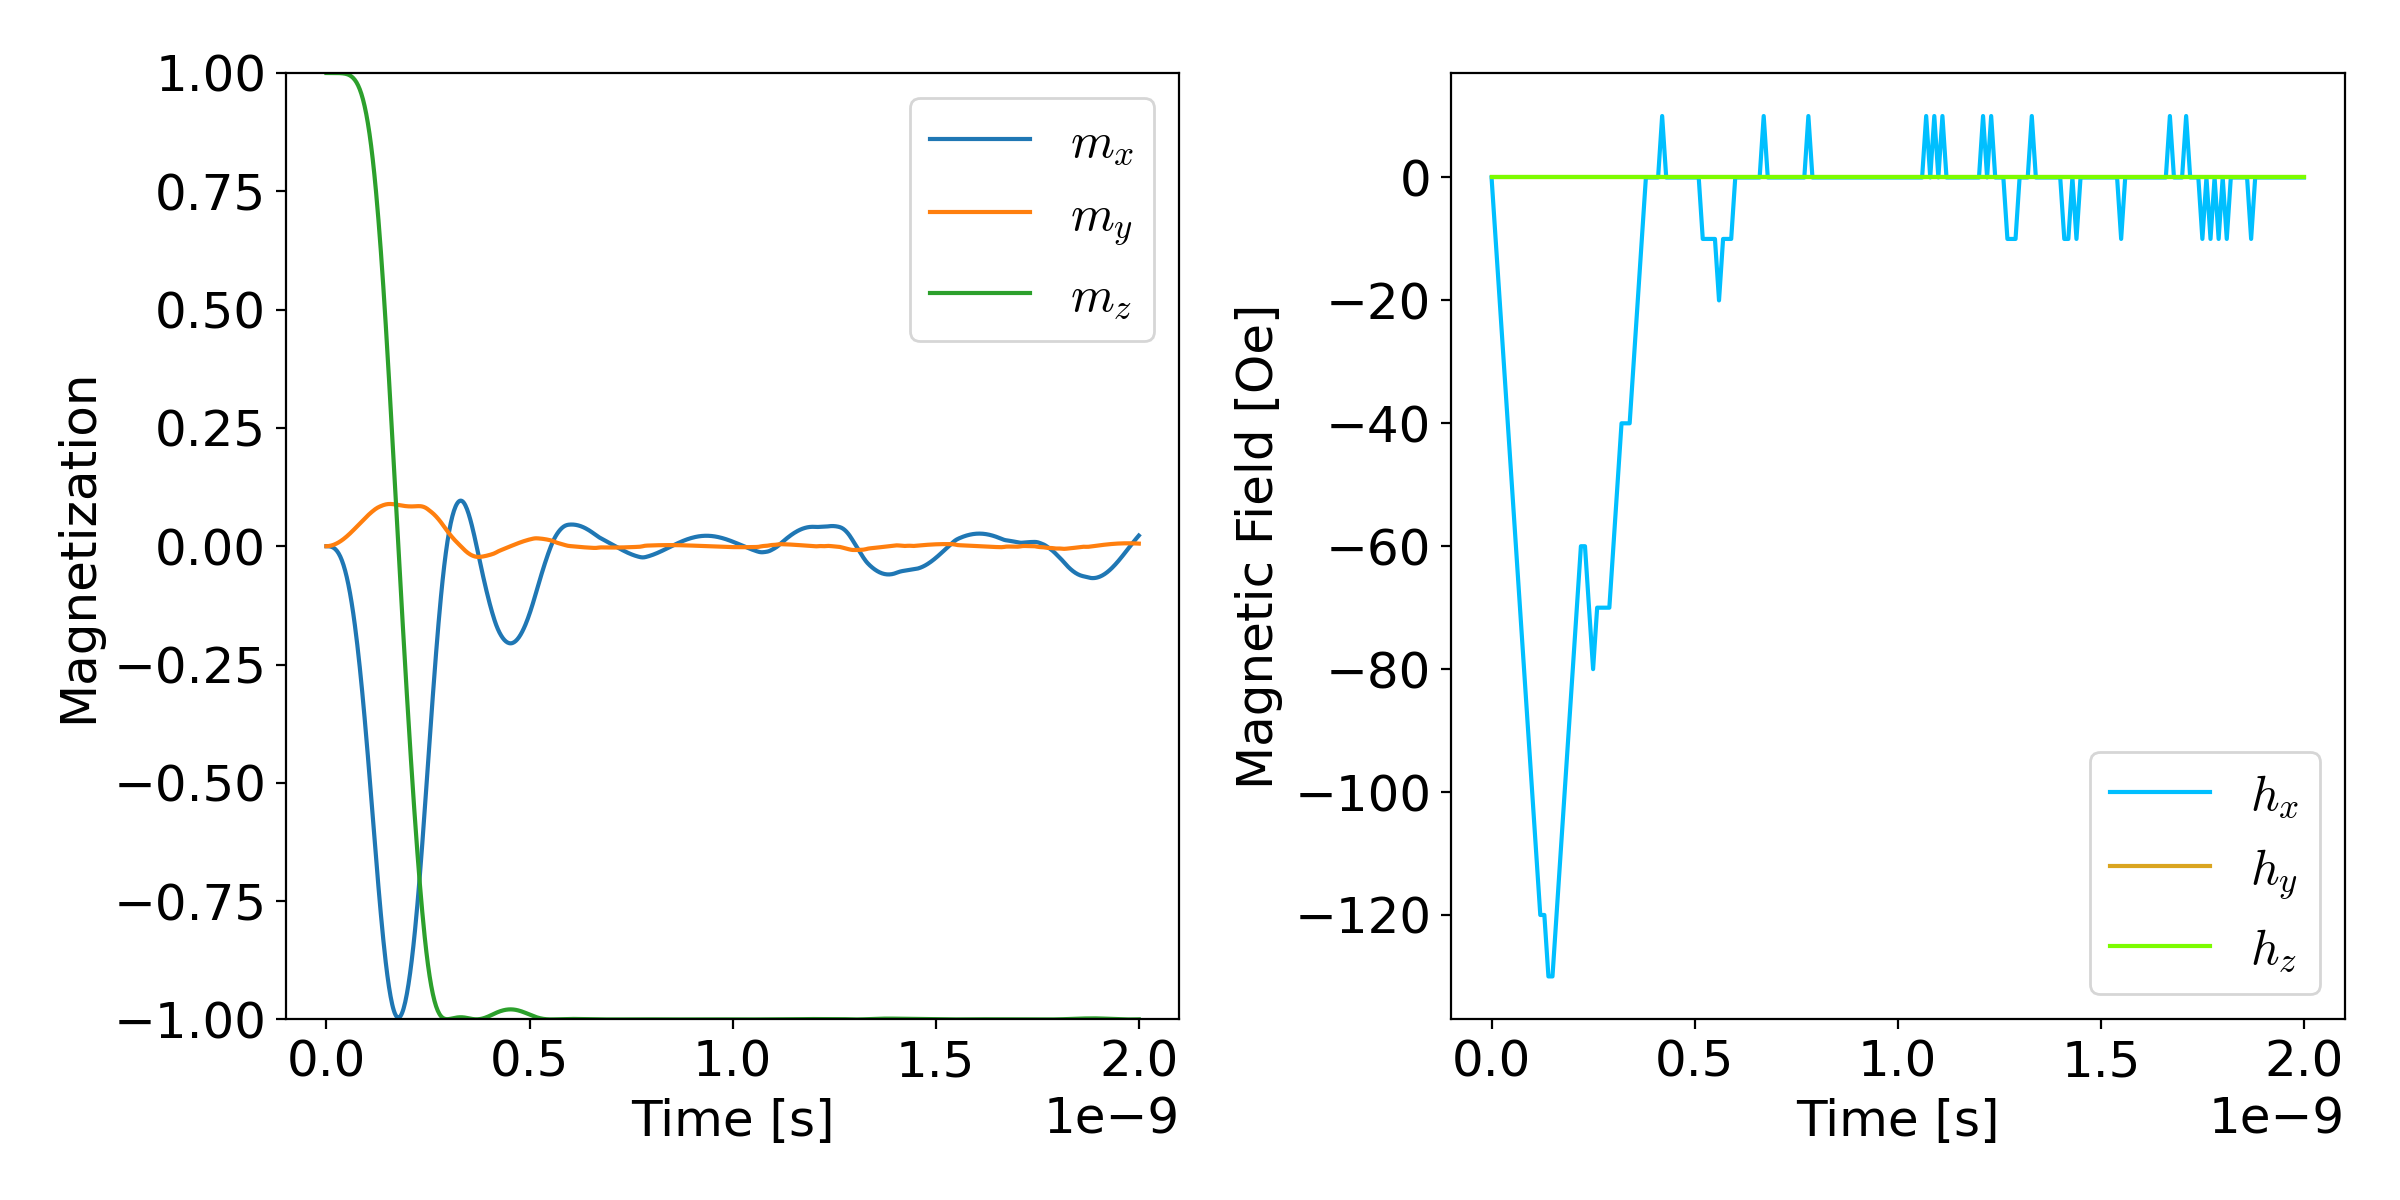 Magnetization
1.00
0.75
0.50
0.25
0.00
−0.25
−0.50
−0.75
−1.00
0.0 0.5 1.0 1.5 2.0
Time [s]
1e−9
m_x
m_y
m_z
Magnetic Field [Oe]
0
−20
−40
−60
−80
−100
−120
0.0 0.5 1.0 1.5 2.0
Time [s]
1e−9
h_x
h_y
h_z